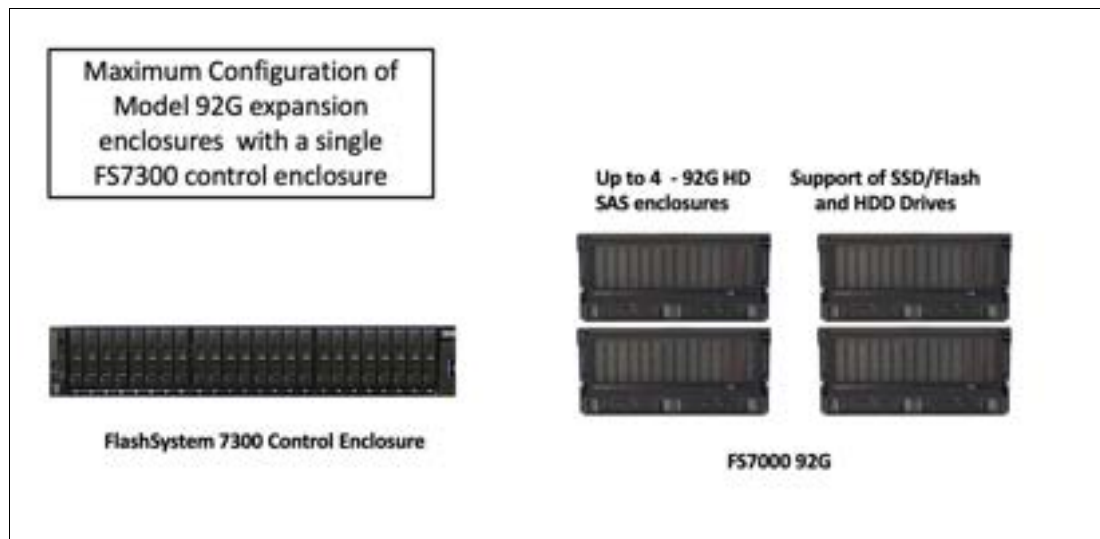 Maximum Configuration of
Model 92G expansion
enclosures with a single
FS7300 control enclosure
Up to 4 - 92G HD
SAS enclosures
Support of SSD/Flash
and HDD Drives
FlashSystem 7300 Control Enclosure
FS7000 92G